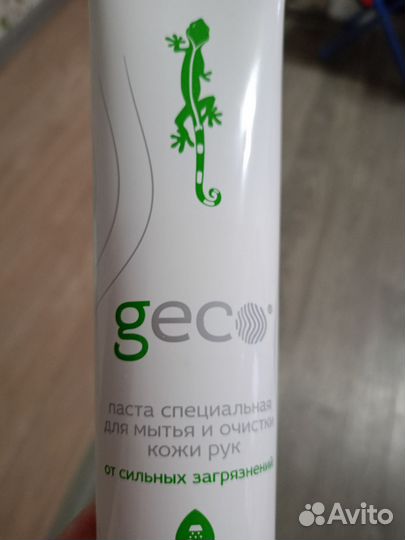 geco®
паста специальная
для мытья и очистки
кожи рук
от сильных загрязнений
Avito